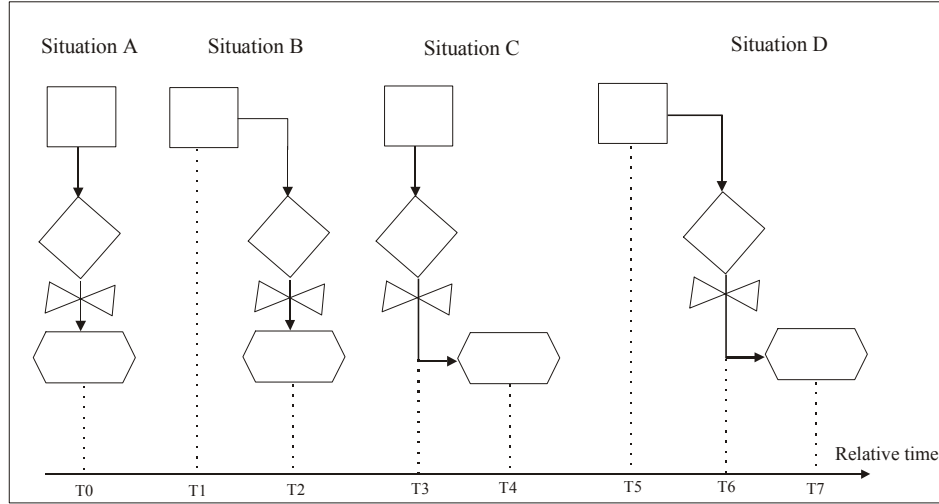 Situation A
Situation B
Situation C
Situation D
Relative time
T0
T1
T2
T3
T4
T5
T6
T7